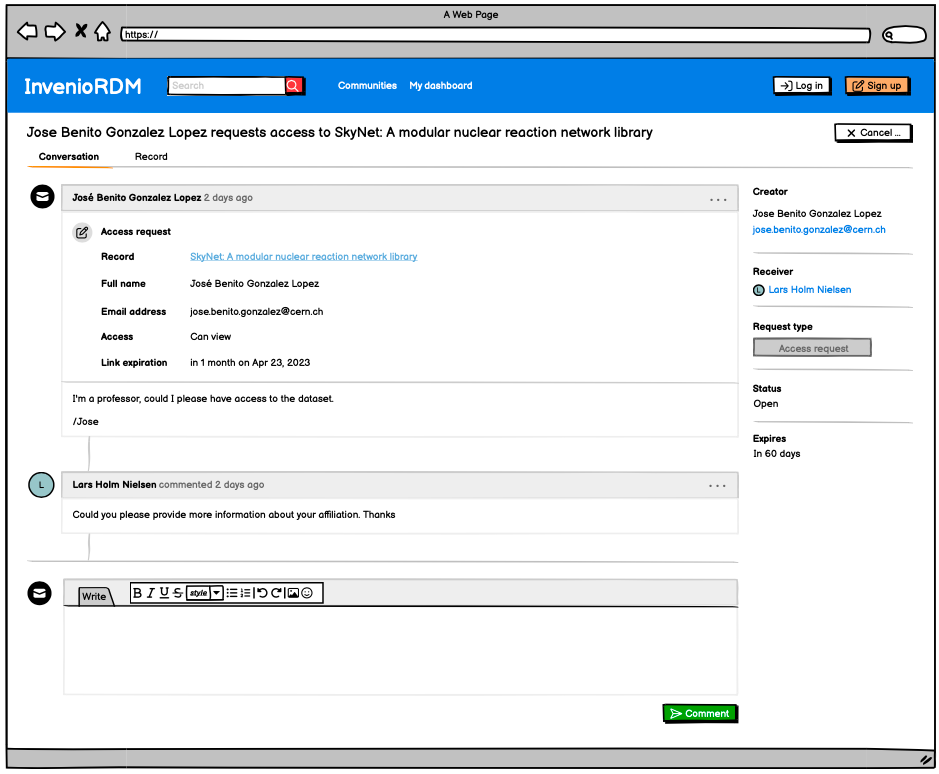 A Web Page
https://
InvenioRDM Search Communities My dashboard Log in Sign up
Jose Benito Gonzalez Lopez requests access to SkyNet: A modular nuclear reaction network library
Cancel ...
Conversation Record
José Benito Gonzalez Lopez 2 days ago ...
Access request
Record SkyNet: A modular nuclear reaction network library
Full name José Benito Gonzalez Lopez
Email address jose.benito.gonzalez@cern.ch
Access Can view
Link expiration in 1 month on Apr 23, 2023
I'm a professor, could I please have access to the dataset.
/Jose
L Lars Holm Nielsen commented 2 days ago ...
Could you please provide more information about your affiliation. Thanks
Write B I U S style
Comment
Creator
Jose Benito Gonzalez Lopez
jose.benito.gonzalez@cern.ch
Receiver
L Lars Holm Nielsen
Request type
Access request
Status
Open
Expires
In 60 days